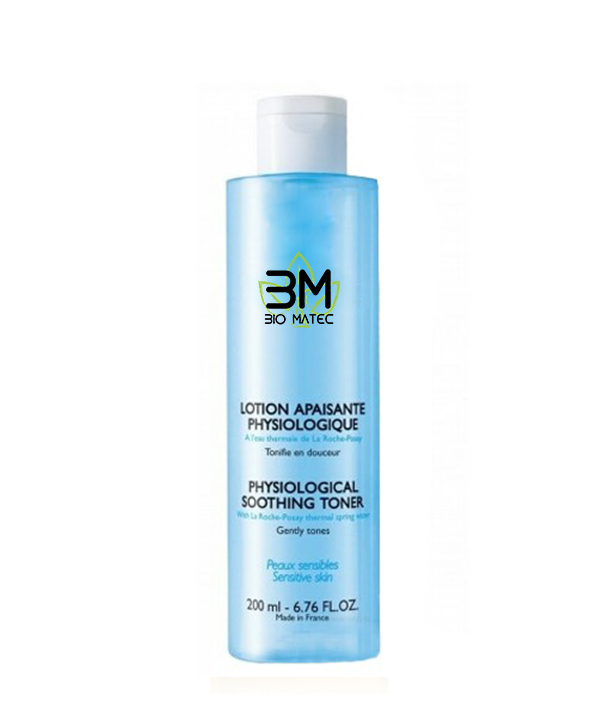 BM
BIO MATEC
LOTION APAISANTE
PHYSIOLOGIQUE
A l'eau thermale de La Roche-Posay
Tonifie en douceur
PHYSIOLOGICAL
SOOTHING TONER
With La Roche-Posay thermal spring water
Gently tones
Peaux sensibles
Sensitive skin
200 ml - 6.76 FL.OZ.
Made in France